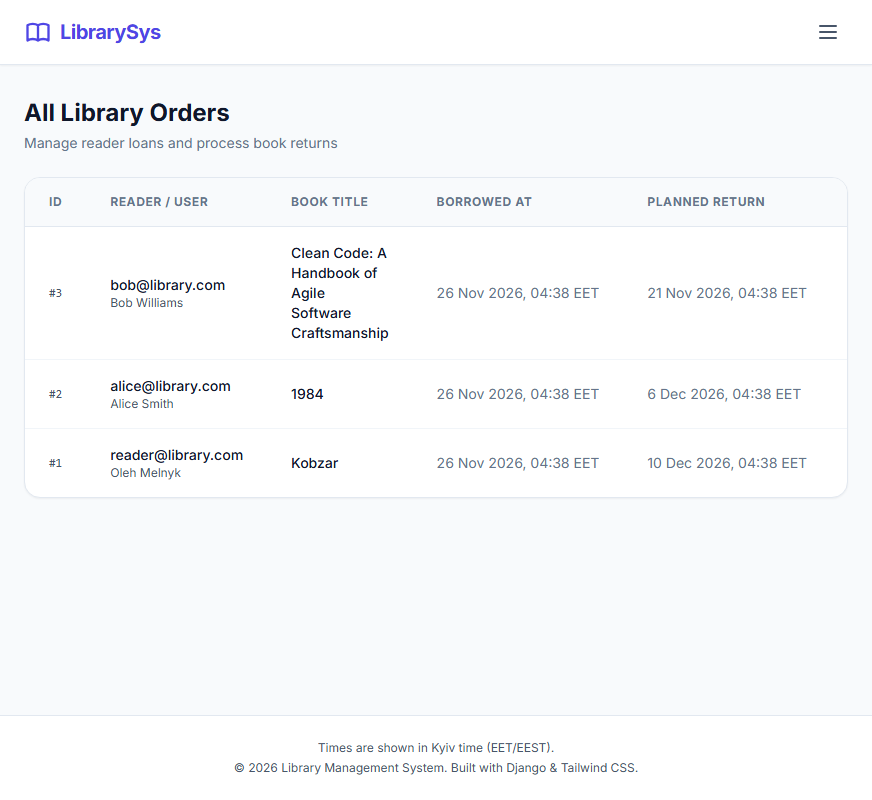 LibrarySys
All Library Orders
Manage reader loans and process book returns
ID READER / USER BOOK TITLE BORROWED AT PLANNED RETURN
#3 bob@library.com Bob Williams Clean Code: A
Handbook of
Agile
Software
Craftsmanship 26 Nov 2026, 04:38 EET 21 Nov 2026, 04:38 EET
#2 alice@library.com
Alice Smith 1984 26 Nov 2026, 04:38 EET 6 Dec 2026, 04:38 EET
#1 reader@library.com
Oleh Melnyk Kobzar 26 Nov 2026, 04:38 EET 10 Dec 2026, 04:38 EET
Times are shown in Kyiv time (EET/EEST).
© 2026 Library Management System. Built with Django & Tailwind CSS.